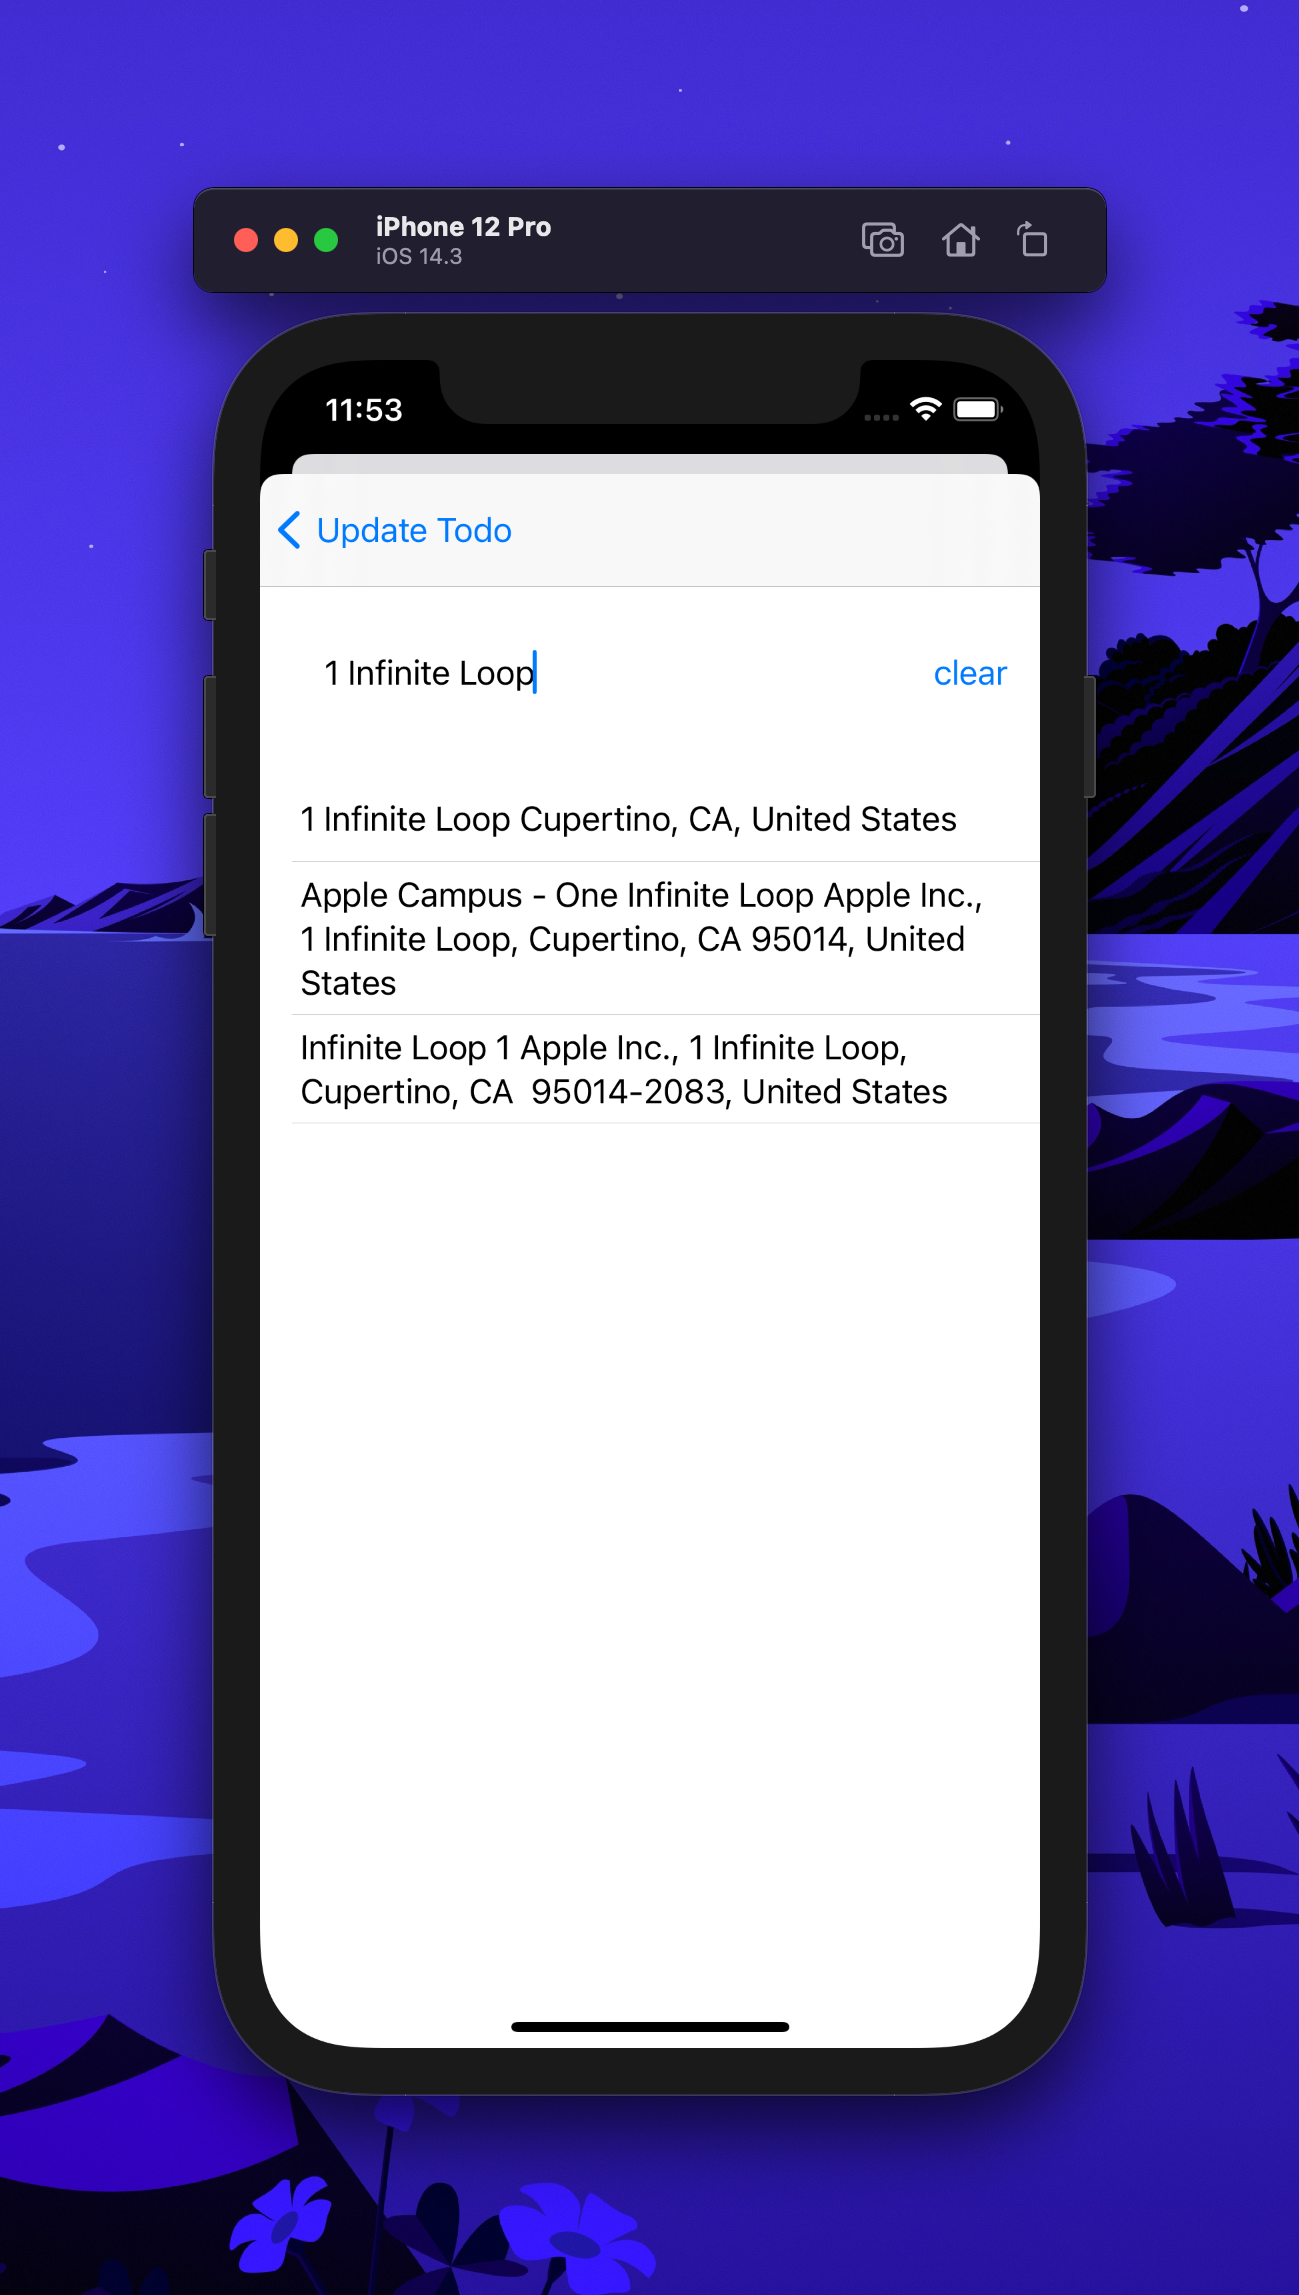 iPhone 12 Pro
iOS 14.3
11:53
Update Todo
1 Infinite Loop
clear
1 Infinite Loop Cupertino, CA, United States
Apple Campus - One Infinite Loop Apple Inc.,
1 Infinite Loop, Cupertino, CA 95014, United
States
Infinite Loop 1 Apple Inc., 1 Infinite Loop,
Cupertino, CA  95014-2083, United States